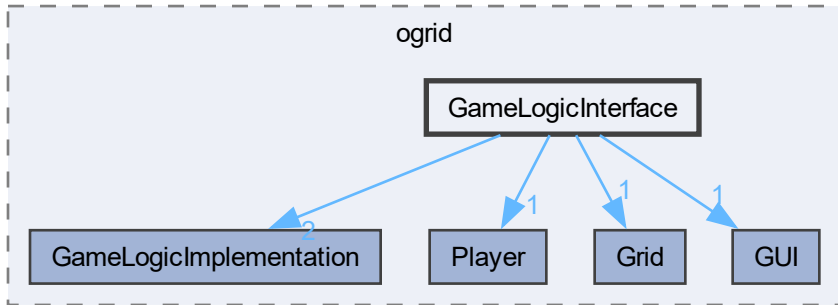 ogrid
GameLogicInterface
2
1
1
1
GameLogicImplementation
Player
Grid
GUI